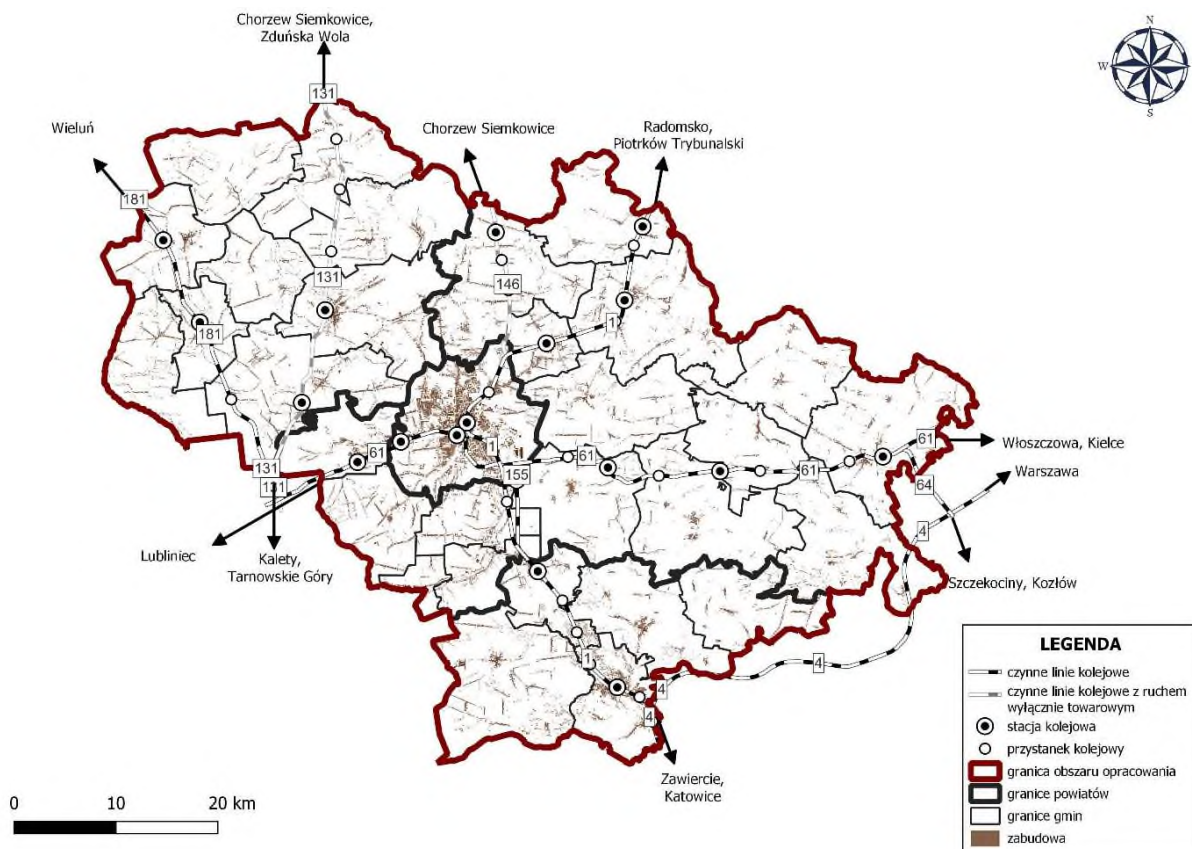 Chorzew Siemkowice,
Zduńska Wola
N
W
E
S
131
Wieluń
Chorzew Siemkowice
Radomsko,
Piotrków Trybunalski
181
131
146
181
1
61
1
61
61
61
Włoszczowa, Kielce
131
131
155
64
Warszawa
4
Lubliniec
Kalety,
Tarnowskie Góry
Szczekociny, Kozłów
1
4
4
4
Zawiercie,
Katowice
LEGENDA
czynne linie kolejowe
czynne linie kolejowe z ruchem
wyłącznie towarowym
stacja kolejowa
przystanek kolejowy
granica obszaru opracowania
granice powiatów
granice gmin
zabudowa
0 10 20 km